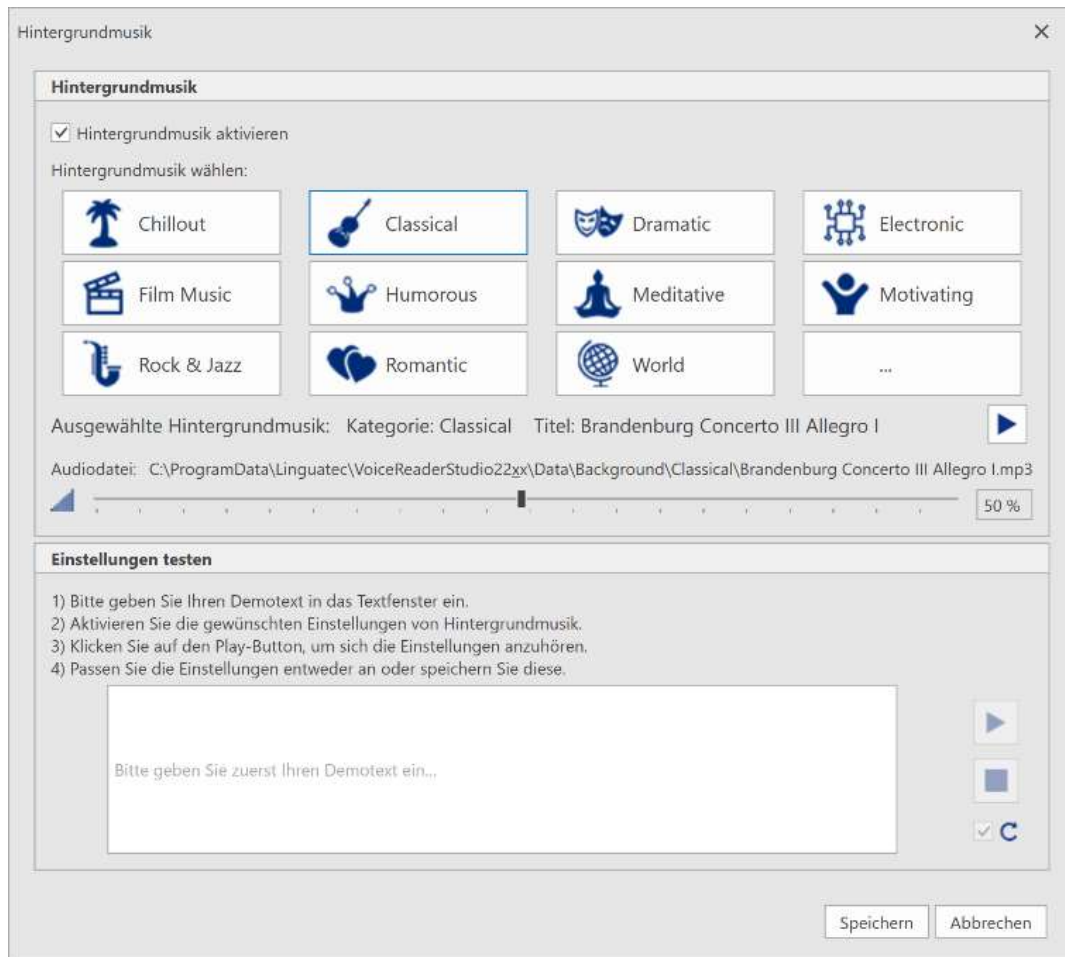 Hintergrundmusik
Hintergrundmusik
Hintergrundmusik aktivieren
Hintergrundmusik wählen:
Chillout
Classical
Dramatic
Electronic
Film Music
Humorous
Meditative
Motivating
Rock & Jazz
Romantic
World
...
Ausgewählte Hintergrundmusik: Kategorie: Classical Titel: Brandenburg Concerto III Allegro I
Audiodatei: C:\ProgramData\Linguatec\VoiceReaderStudio22xx\Data\Background\Classical\Brandenburg Concerto III Allegro I.mp3
50 %
Einstellungen testen
1) Bitte geben Sie Ihren Demotext in das Textfenster ein.
2) Aktivieren Sie die gewünschten Einstellungen von Hintergrundmusik.
3) Klicken Sie auf den Play-Button, um sich die Einstellungen anzuhören.
4) Passen Sie die Einstellungen entweder an oder speichern Sie diese.
Bitte geben Sie zuerst Ihren Demotext ein...
Speichern
Abbrechen